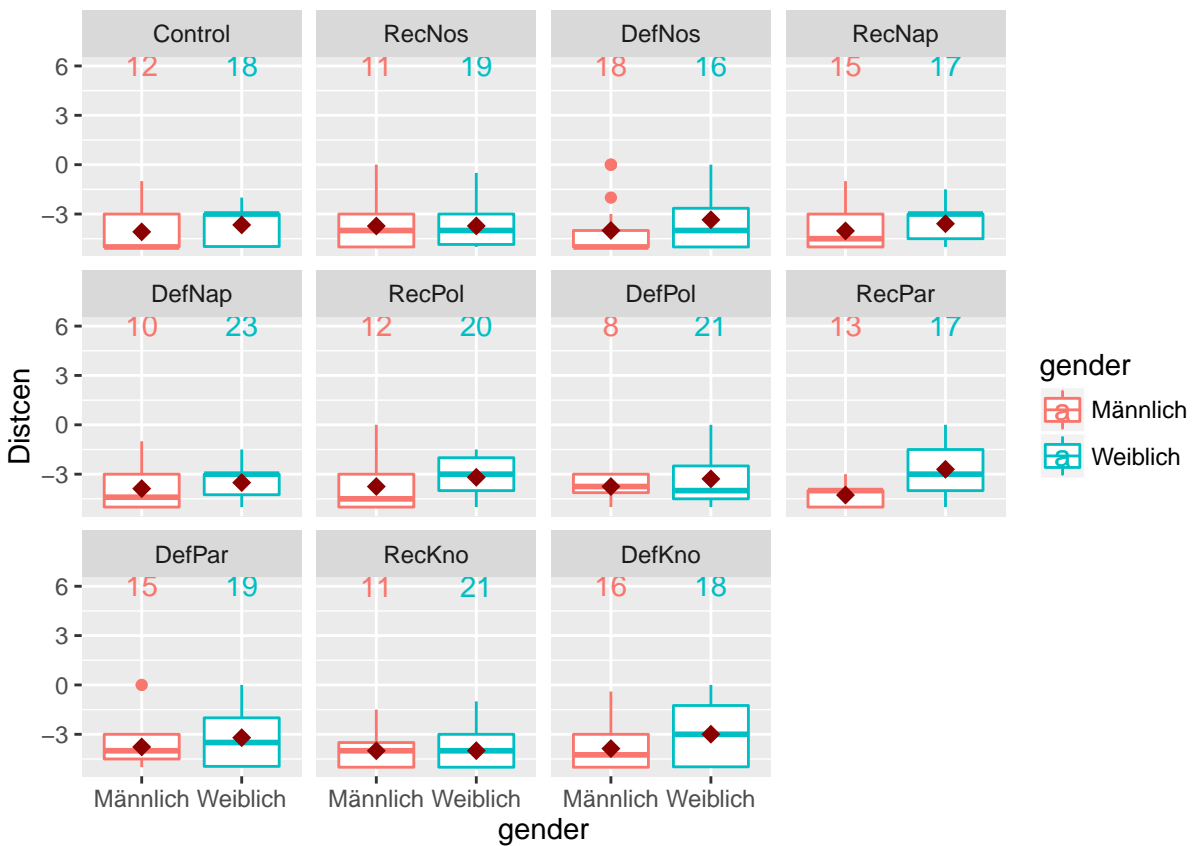 Control RecNos DefNos RecNap
6 12 18 11 19 18 16 15 17
3
0
−3
DefNap RecPol DefPol RecPar
6 10 23 12 20 8 21 13 17
3
0
−3
DefPar RecKno DefKno
6 15 19 11 21 16 18
3
0
−3
Männlich Weiblich Männlich Weiblich Männlich Weiblich
gender
Distcen
gender
a Männlich
a Weiblich